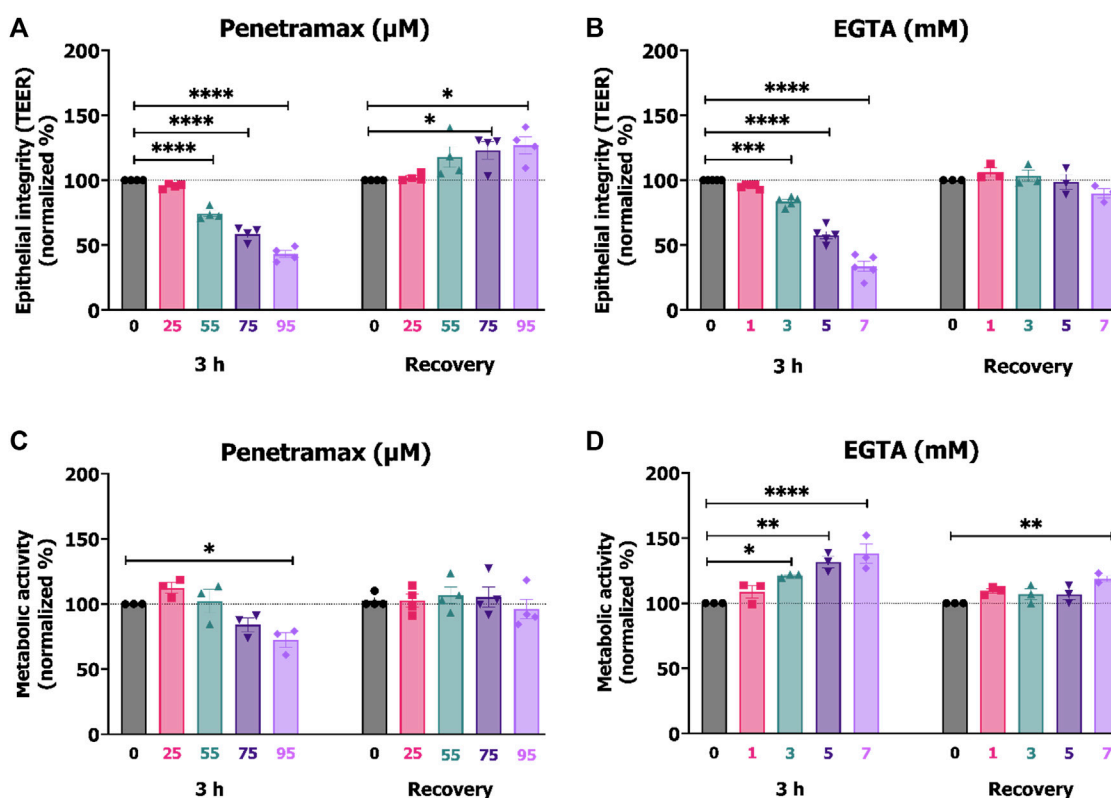 A
Penetramax (µM)
Epithelial integrity (TEER)
(normalized %)
200
150
100
50
0
****
****
****
*
*
0 25 55 75 95
0 25 55 75 95
3 h
Recovery
B
EGTA (mM)
Epithelial integrity (TEER)
(normalized %)
200
150
100
50
0
****
****
***
0 1 3 5 7
0 1 3 5 7
3 h
Recovery
C
Penetramax (µM)
Metabolic activity
(normalized %)
200
150
100
50
0
*
0 25 55 75 95
0 25 55 75 95
3 h
Recovery
D
EGTA (mM)
Metabolic activity
(normalized %)
200
150
100
50
0
****
**
*
**
0 1 3 5 7
0 1 3 5 7
3 h
Recovery